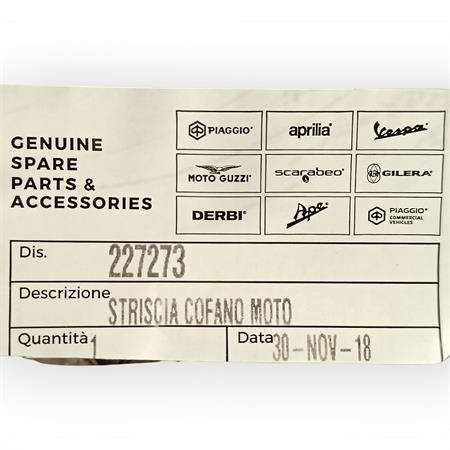 GENUINE
SPARE
PARTS &
ACCESSORIES
PIAGGIO® aprilia® Vespa®
MOTO GUZZI® scarabeo® GILERA®
DERBI® Ape® PIAGGIO®
COMMERCIAL
VEHICLES
Dis. 227273
Descrizione STRISCIA COFANO MOTO
Quantità 1 Data 30-NOV-18